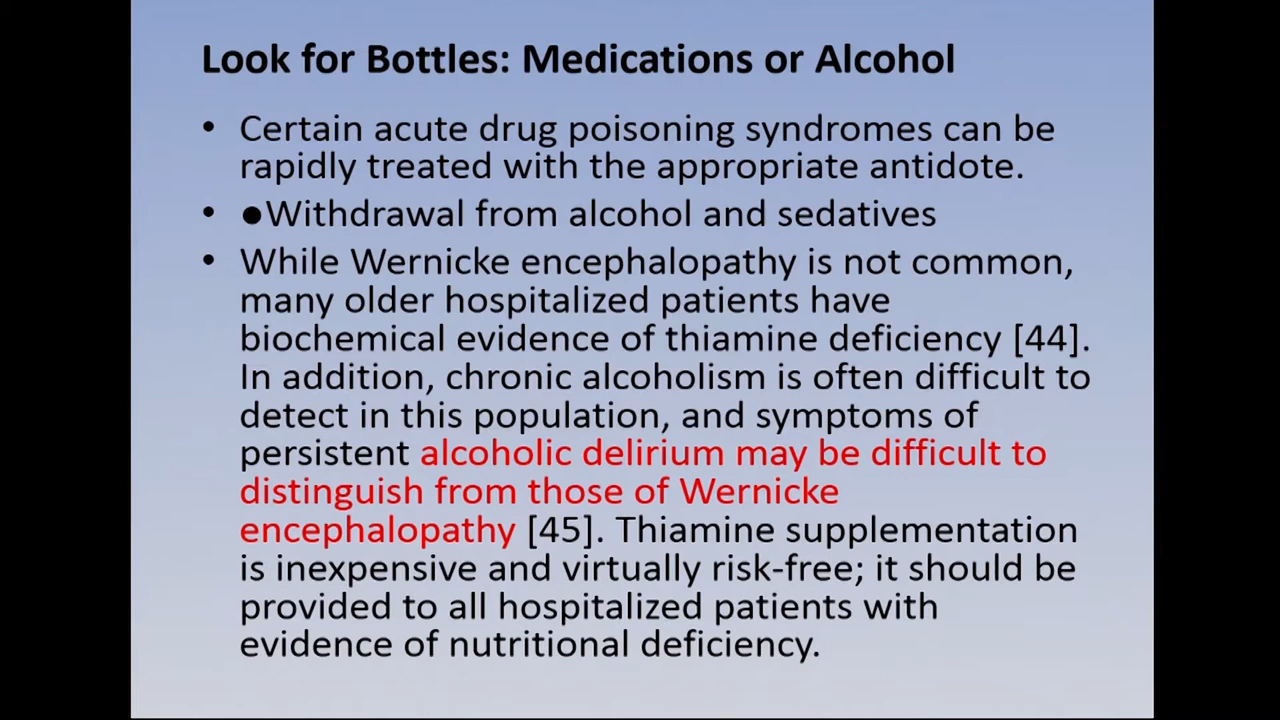 Look for Bottles: Medications or Alcohol
• Certain acute drug poisoning syndromes can be
rapidly treated with the appropriate antidote.
• ●Withdrawal from alcohol and sedatives
• While Wernicke encephalopathy is not common,
many older hospitalized patients have
biochemical evidence of thiamine deficiency [44].
In addition, chronic alcoholism is often difficult to
detect in this population, and symptoms of
persistent alcoholic delirium may be difficult to
distinguish from those of Wernicke
encephalopathy [45]. Thiamine supplementation
is inexpensive and virtually risk-free; it should be
provided to all hospitalized patients with
evidence of nutritional deficiency.